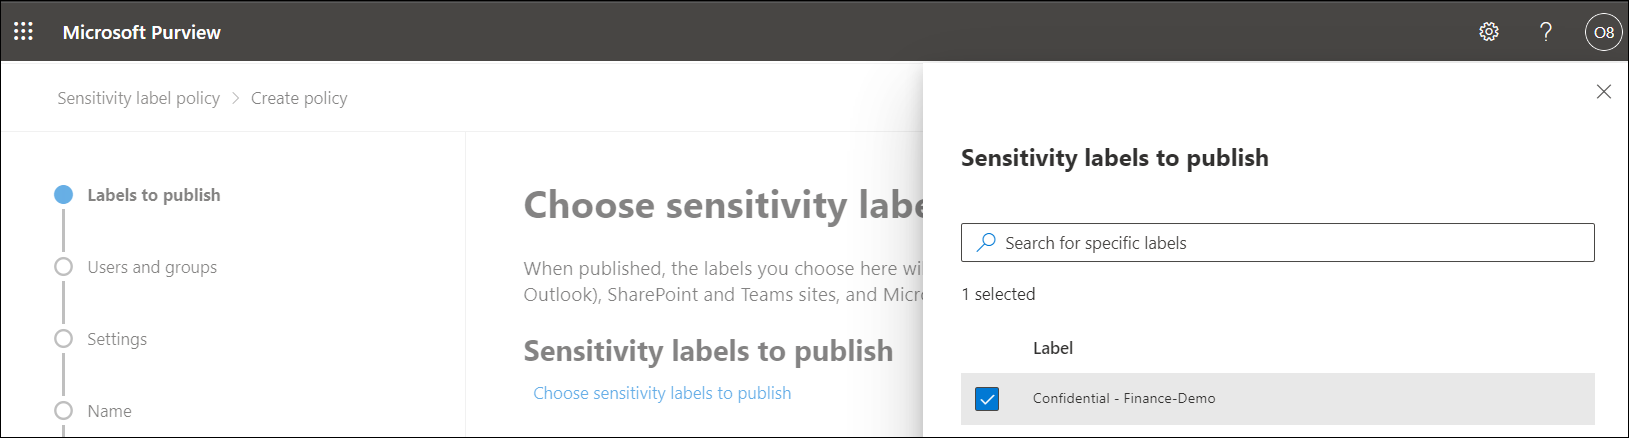 Microsoft Purview
?
O8
Sensitivity label policy > Create policy
Labels to publish
Users and groups
Settings
Name
Choose sensitivity labe
When published, the labels you choose here wi
Outlook), SharePoint and Teams sites, and Micr
Sensitivity labels to publish
Choose sensitivity labels to publish
Sensitivity labels to publish
Search for specific labels
1 selected
Label
Confidential - Finance-Demo